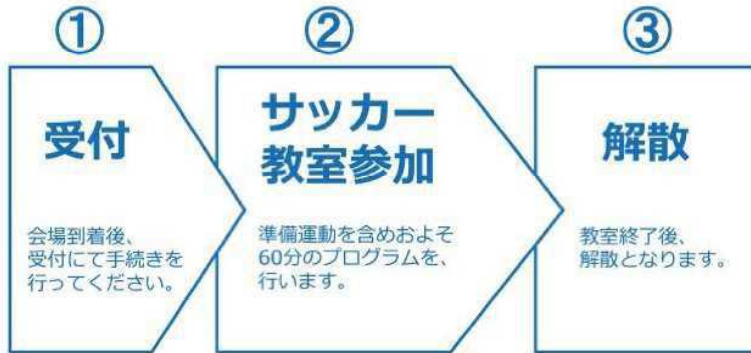 ①
受付
会場到着後、
受付にて手続きを
行ってください。
②
サッカー
教室参加
準備運動を含めおよそ
60分のプログラムを、
行います。
③
解散
教室終了後、
解散となります。